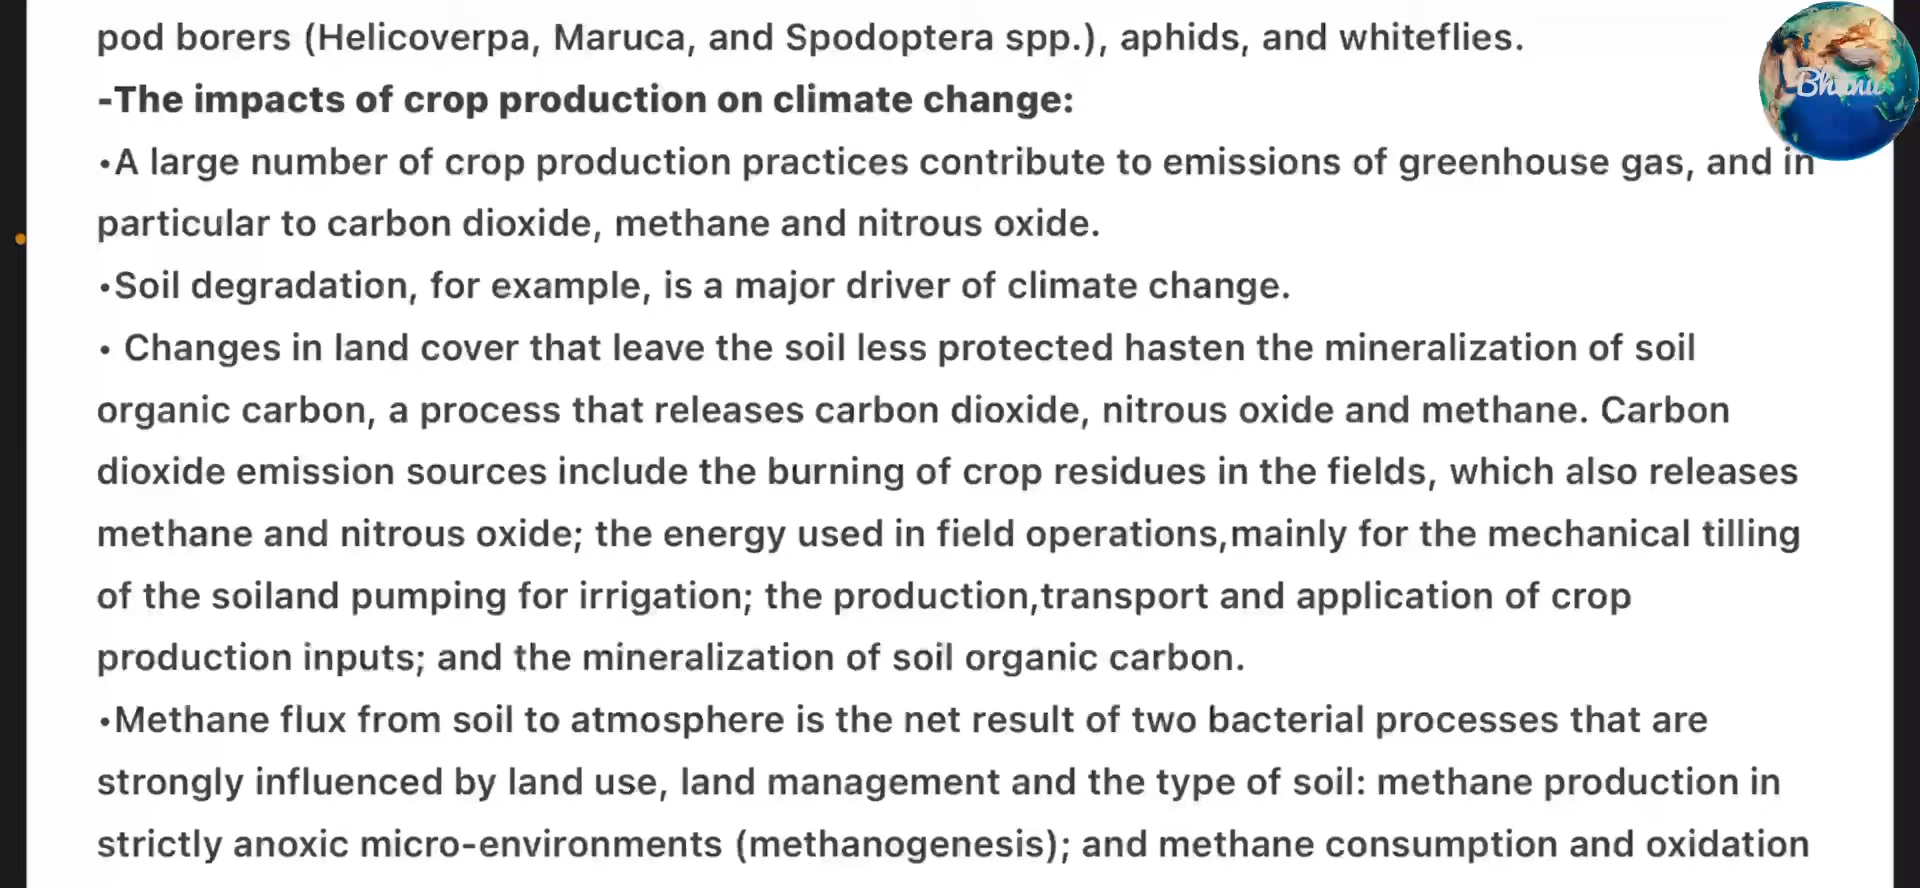 pod borers (Helicoverpa, Maruca, and Spodoptera spp.), aphids, and whiteflies.
-The impacts of crop production on climate change:
•A large number of crop production practices contribute to emissions of greenhouse gas, and in
particular to carbon dioxide, methane and nitrous oxide.
•Soil degradation, for example, is a major driver of climate change.
• Changes in land cover that leave the soil less protected hasten the mineralization of soil
organic carbon, a process that releases carbon dioxide, nitrous oxide and methane. Carbon
dioxide emission sources include the burning of crop residues in the fields, which also releases
methane and nitrous oxide; the energy used in field operations,mainly for the mechanical tilling
of the soiland pumping for irrigation; the production,transport and application of crop
production inputs; and the mineralization of soil organic carbon.
•Methane flux from soil to atmosphere is the net result of two bacterial processes that are
strongly influenced by land use, land management and the type of soil: methane production in
strictly anoxic micro-environments (methanogenesis); and methane consumption and oxidation